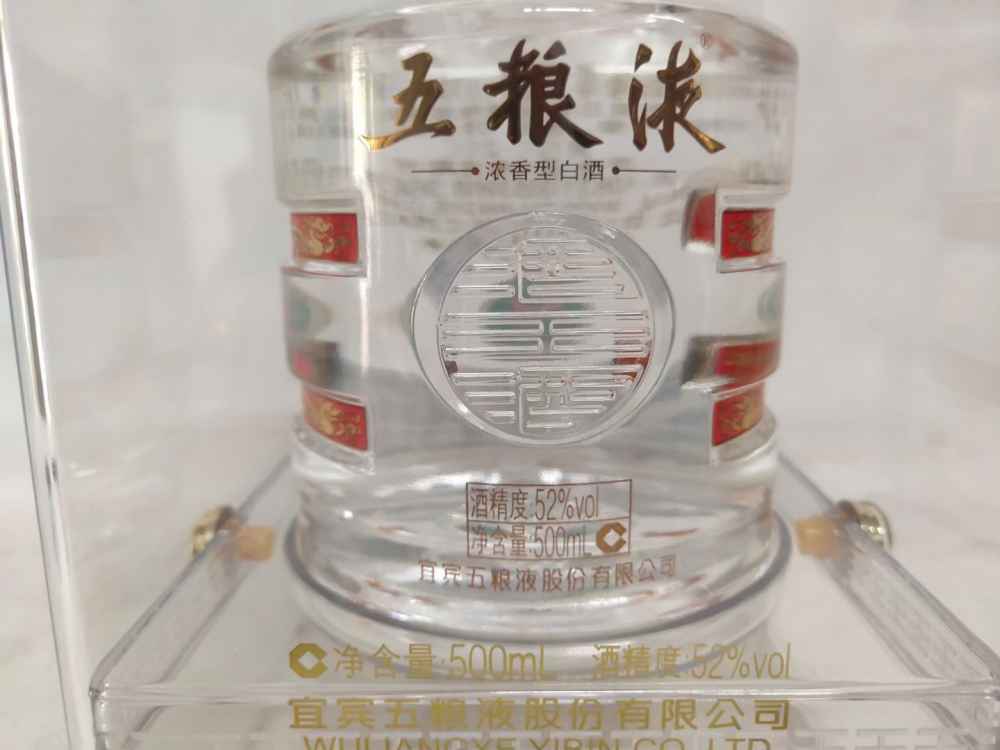 五粮液®
浓香型白酒
酒精度:52%vol
净含量:500mL
宜宾五粮液股份有限公司
净含量:500mL 酒精度:52%vol
宜宾五粮液股份有限公司
WULIANGYE YIBIN CO.,LTD.